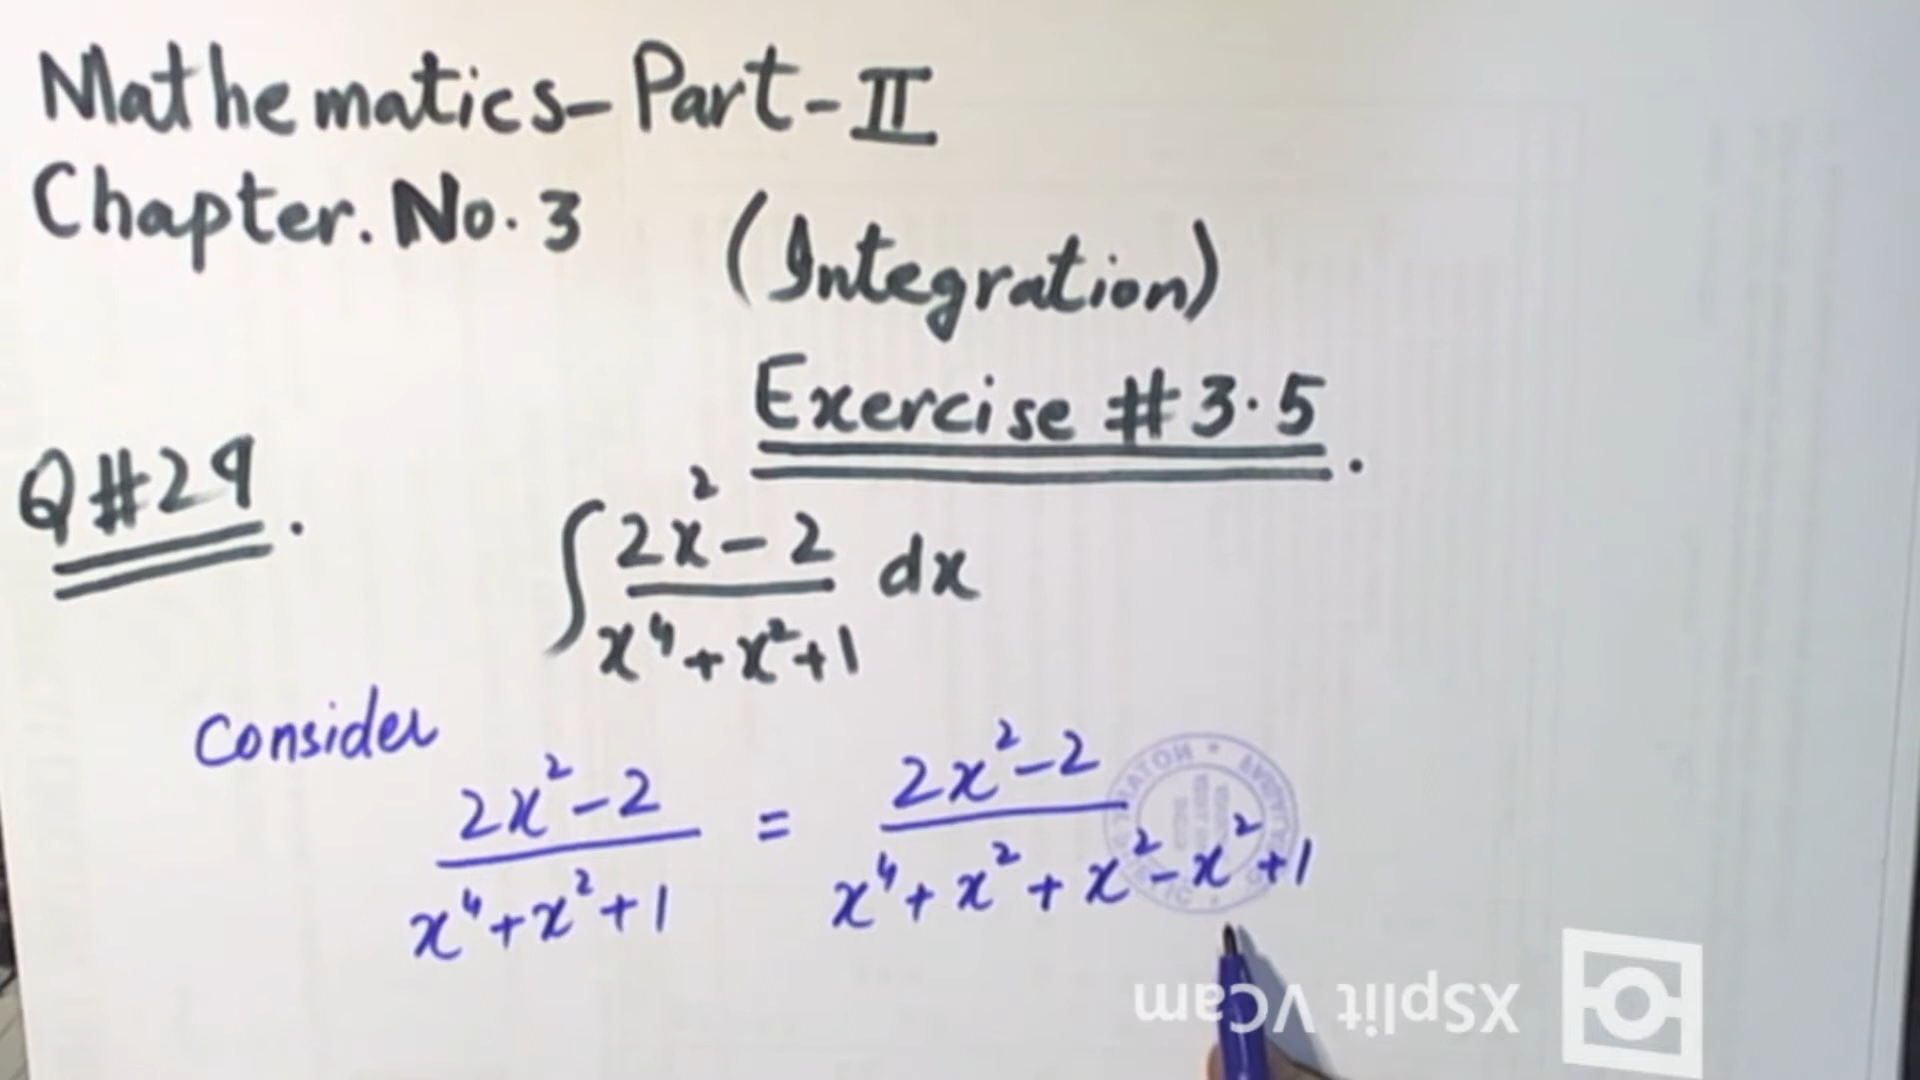 Mathematics-Part-II
Chapter. No. 3
(Integration)
Exercise #3.5.
Q#29.
∫ (2x² - 2)/(x⁴ + x² + 1) dx
Consider
(2x² - 2)/(x⁴ + x² + 1) = (2x² - 2)/(x⁴ + x² + x² - x² + 1)
XSplit VCam